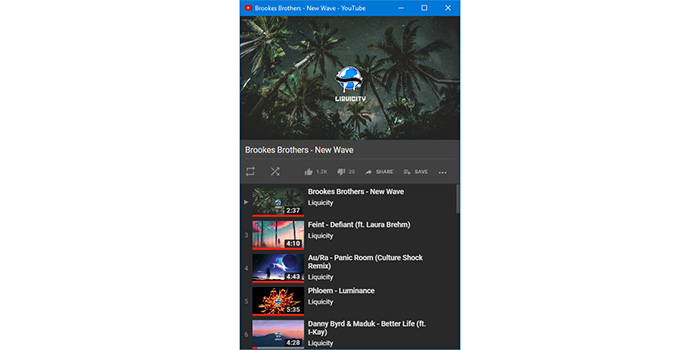 Brookes Brothers - New Wave - YouTube
LIQUICITY
Brookes Brothers - New Wave
1.2K
23
SHARE
SAVE
Brookes Brothers - New Wave
Liquicity
2:37
3
Feint - Defiant (ft. Laura Brehm)
Liquicity
4:10
4
Au/Ra - Panic Room (Culture Shock
Remix)
Liquicity
4:43
5
Phloem - Luminance
Liquicity
5:35
6
Danny Byrd & Maduk - Better Life (ft.
I-Kay)
Liquicity
4:28